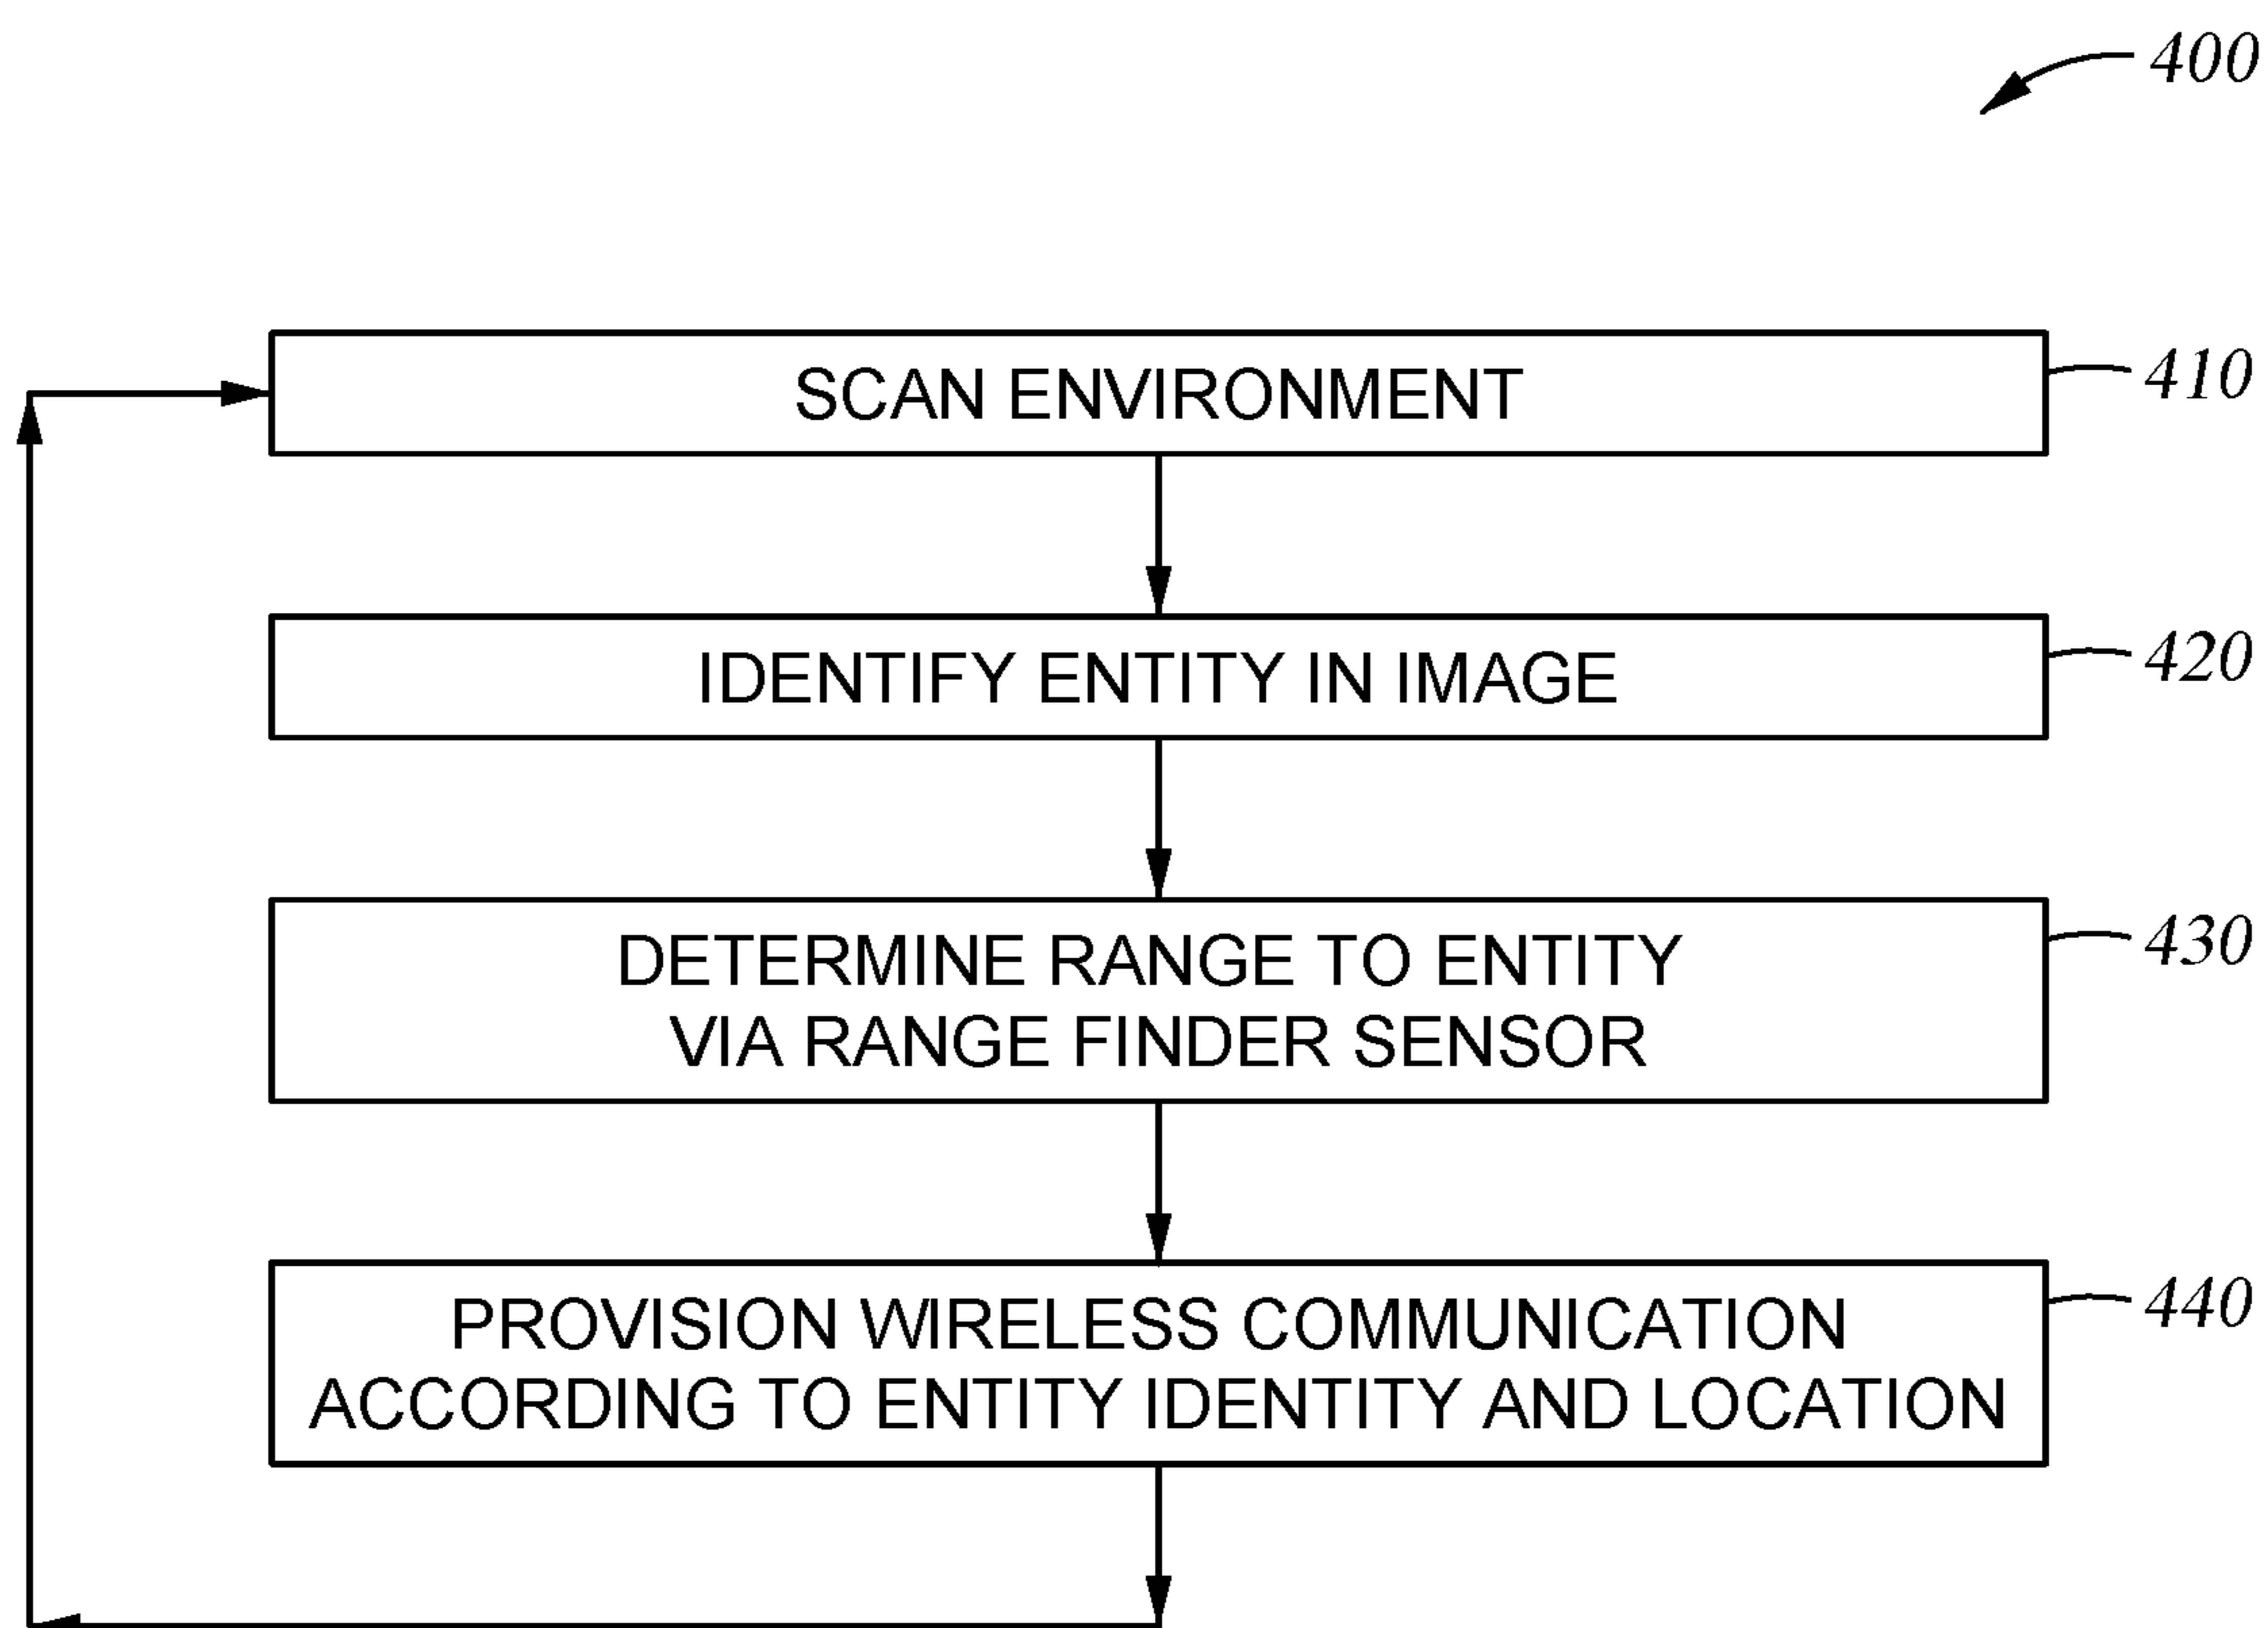 400
SCAN ENVIRONMENT
410
IDENTIFY ENTITY IN IMAGE
420
DETERMINE RANGE TO ENTITY
VIA RANGE FINDER SENSOR
430
PROVISION WIRELESS COMMUNICATION
ACCORDING TO ENTITY IDENTITY AND LOCATION
440